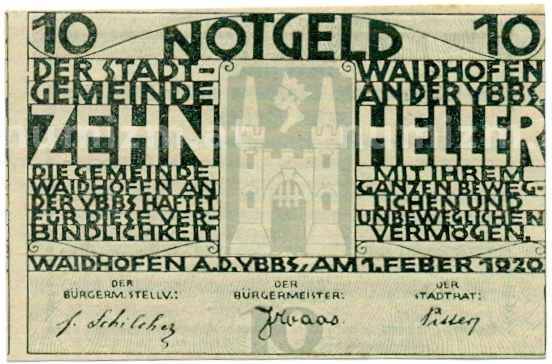 10 NOTGELD 10
DER STADT- WAIDHOFEN
GEMEINDE AN DER YBBS
ZEHN HELLER
DIE GEMEINDE MIT IHREM
WAIDHOFEN AN GANZEN BEWEG-
DER YBBS HAFTET LICHEN UND
FÜR DIESE VER- UNBEWEGLICHEN
BINDLICHKEIT VERMÖGEN.
WAIDHOFEN A.D.YBBS, AM 1. FEBER 1920
DER DER DER
BÜRGERM. STELLV.: BÜRGERMEISTER: STADTRAT:
f. Schilcher
10